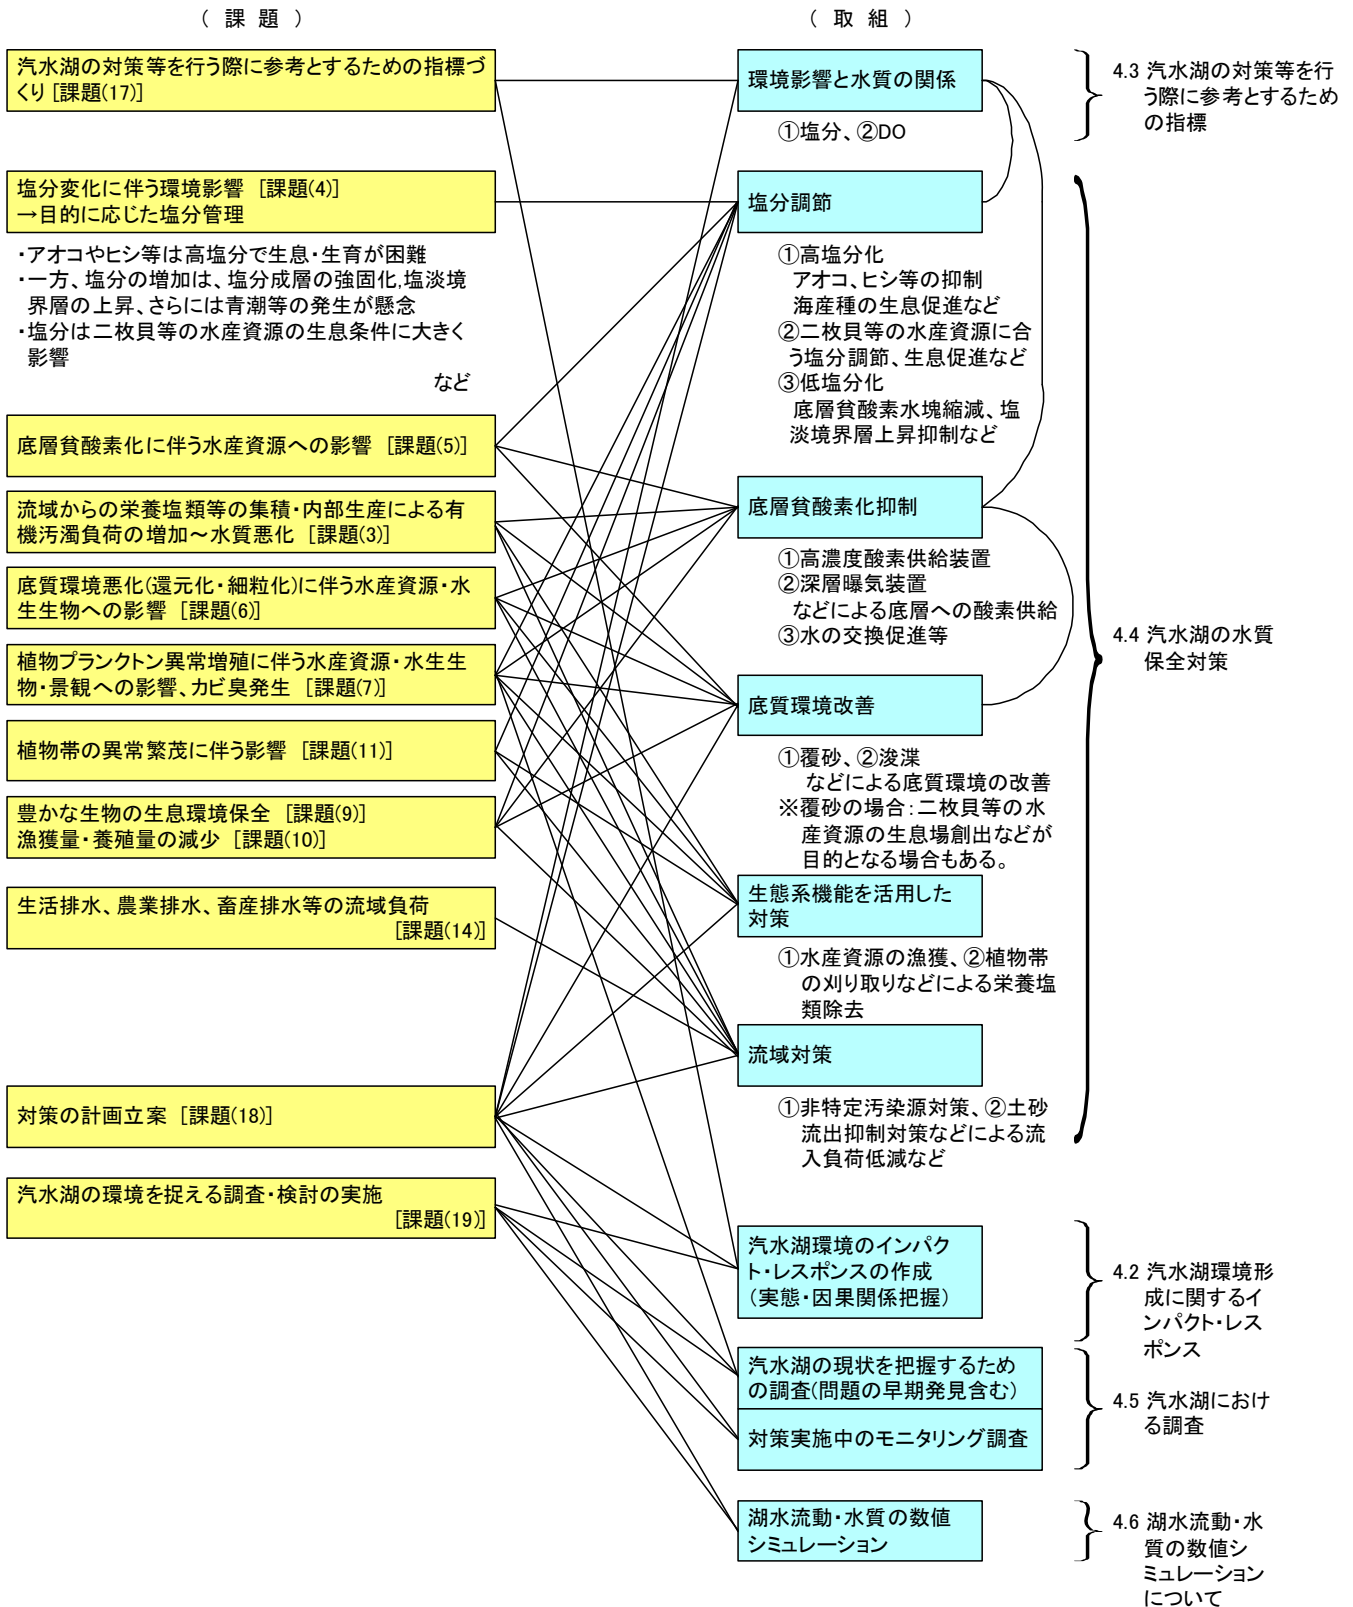 （ 課 題 ）
汽水湖の対策等を行う際に参考とするための指標づ
くり [課題(17)]
塩分変化に伴う環境影響 [課題(4)]
→目的に応じた塩分管理
・アオコやヒシ等は高塩分で生息・生育が困難
・一方、塩分の増加は、塩分成層の強固化,塩淡境
界層の上昇、さらには青潮等の発生が懸念
・塩分は二枚貝等の水産資源の生息条件に大きく
影響
など
底層貧酸素化に伴う水産資源への影響 [課題(5)]
流域からの栄養塩類等の集積・内部生産による有
機汚濁負荷の増加～水質悪化 [課題(3)]
底質環境悪化(還元化・細粒化)に伴う水産資源・水
生生物への影響 [課題(6)]
植物プランクトン異常増殖に伴う水産資源・水生生
物・景観への影響、カビ臭発生 [課題(7)]
植物帯の異常繁茂に伴う影響 [課題(11)]
豊かな生物の生息環境保全 [課題(9)]
漁獲量・養殖量の減少 [課題(10)]
生活排水、農業排水、畜産排水等の流域負荷
[課題(14)]
対策の計画立案 [課題(18)]
汽水湖の環境を捉える調査・検討の実施
[課題(19)]
（ 取 組 ）
環境影響と水質の関係
①塩分、②DO
塩分調節
①高塩分化
アオコ、ヒシ等の抑制
海産種の生息促進など
②二枚貝等の水産資源に合
う塩分調節、生息促進など
③低塩分化
底層貧酸素水塊縮減、塩
淡境界層上昇抑制など
底層貧酸素化抑制
①高濃度酸素供給装置
②深層曝気装置
などによる底層への酸素供給
③水の交換促進等
底質環境改善
①覆砂、②浚渫
などによる底質環境の改善
※覆砂の場合：二枚貝等の水
産資源の生息場創出などが
目的となる場合もある。
生態系機能を活用した
対策
①水産資源の漁獲、②植物帯
の刈り取りなどによる栄養塩
類除去
流域対策
①非特定汚染源対策、②土砂
流出抑制対策などによる流
入負荷低減など
汽水湖環境のインパク
ト・レスポンスの作成
（実態・因果関係把握）
汽水湖の現状を把握するため
の調査(問題の早期発見含む)
対策実施中のモニタリング調査
湖水流動・水質の数値
シミュレーション
4.3 汽水湖の対策等を行
う際に参考とするため
の指標
4.4 汽水湖の水質
保全対策
4.2 汽水湖環境形
成に関するイ
ンパクト・レス
ポンス
4.5 汽水湖におけ
る調査
4.6 湖水流動・水
質の数値シ
ミュレーション
について